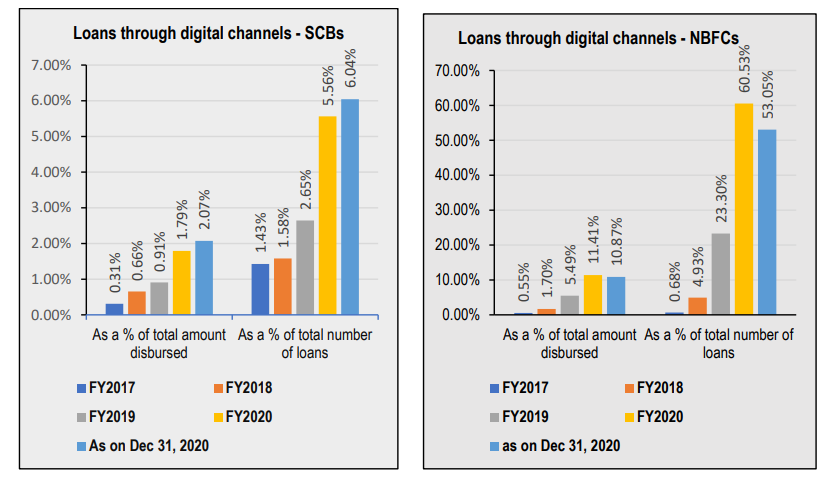 Loans through digital channels - SCBs
7.00%
6.00%
5.00%
4.00%
3.00%
2.00%
1.00%
0.00%
0.31%
0.66%
0.91%
1.79%
2.07%
1.43%
1.58%
2.65%
5.56%
6.04%
As a % of total amount
disbursed
As a % of total number
of loans
FY2017
FY2018
FY2019
FY2020
As on Dec 31, 2020
Loans through digital channels - NBFCs
70.00%
60.00%
50.00%
40.00%
30.00%
20.00%
10.00%
0.00%
0.55%
1.70%
5.49%
11.41%
10.87%
0.68%
4.93%
23.30%
60.53%
53.05%
As a % of total amount
disbursed
As a % of total number of
loans
FY2017
FY2018
FY2019
FY2020
as on Dec 31, 2020